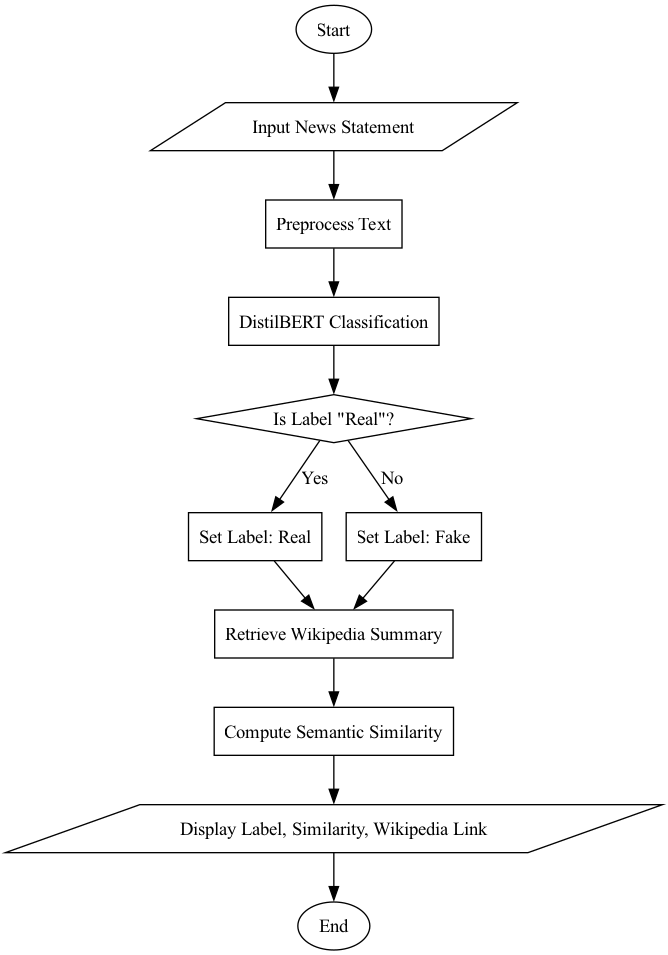 Start
Input News Statement
Preprocess Text
DistilBERT Classification
Is Label "Real"?
Yes
No
Set Label: Real
Set Label: Fake
Retrieve Wikipedia Summary
Compute Semantic Similarity
Display Label, Similarity, Wikipedia Link
End